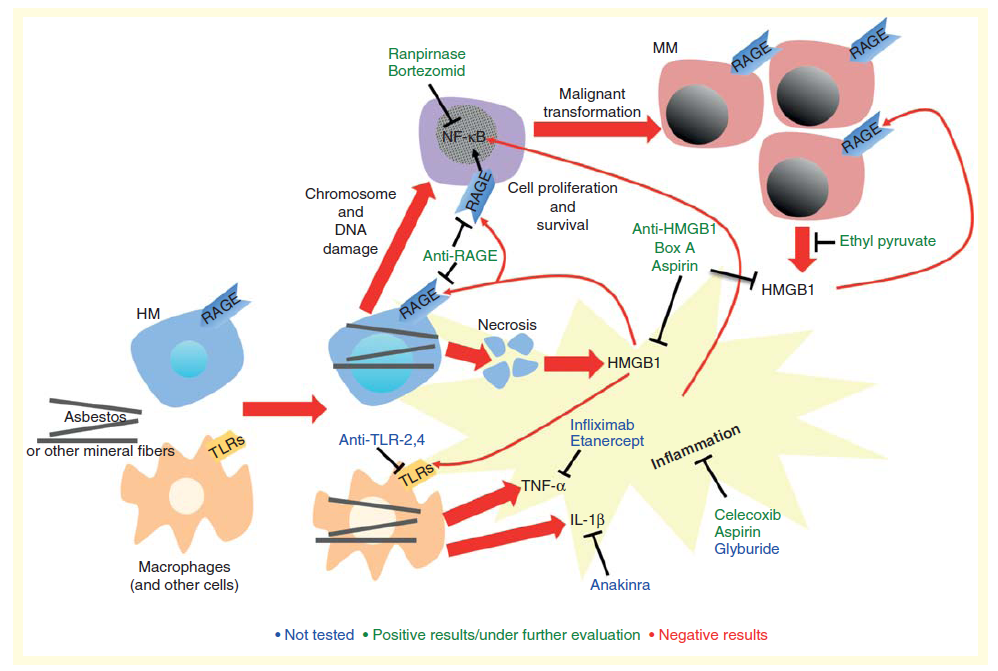 Ranpirnase
Bortezomid
NF-κB
RAGE
Malignant
transformation
MM
RAGE
RAGE
RAGE
Chromosome
and
DNA
damage
Cell proliferation
and
survival
Anti-RAGE
Anti-HMGB1
Box A
Aspirin
Ethyl pyruvate
HMGB1
HM
RAGE
RAGE
Necrosis
HMGB1
Asbestos
or other mineral fibers
TLRs
Anti-TLR-2,4
TLRs
Infliximab
Etanercept
TNF-α
IL-1β
Inflammation
Celecoxib
Aspirin
Glyburide
Anakinra
Macrophages
(and other cells)
• Not tested • Positive results/under further evaluation • Negative results